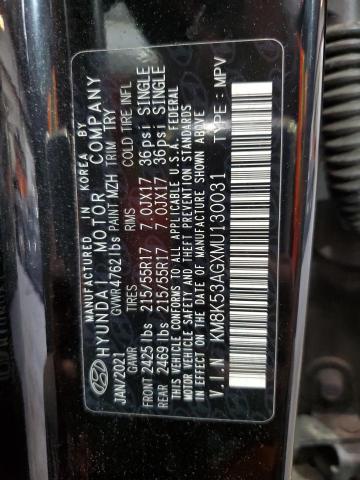 MANUFACTURED IN KOREA BY
HYUNDAI MOTOR COMPANY
JAN/2021 GVWR 4762 lbs PAINT MZH TRIM TRY
GAWR TIRES RIMS COLD TIRE INFL
FRONT 2425 lbs 215/55R17 7.0JX17 36psi SINGLE
REAR 2469 lbs 215/55R17 7.0JX17 36psi SINGLE
THIS VEHICLE CONFORMS TO ALL APPLICABLE U.S.A. FEDERAL
MOTOR VEHICLE SAFETY AND THEFT PREVENTION STANDARDS
IN EFFECT ON THE DATE OF MANUFACTURE SHOWN ABOVE
V.I.N KM8K53AGXMU130031 TYPE : MPV